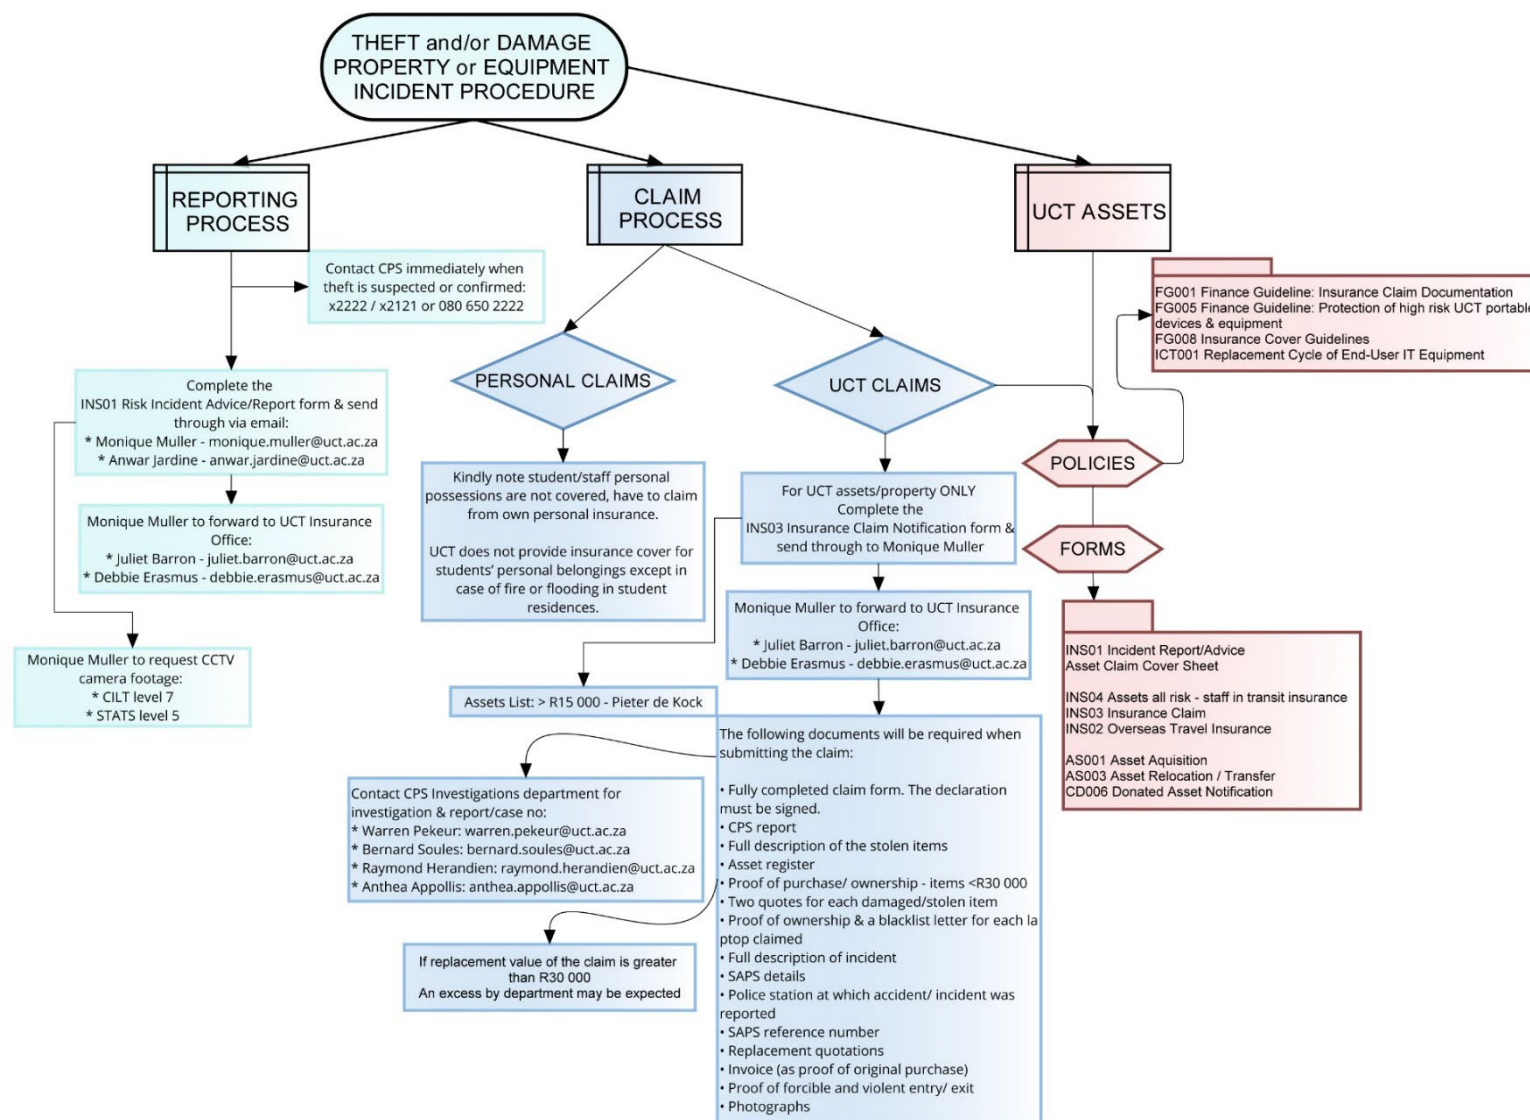 THEFT and/or DAMAGE
PROPERTY or EQUIPMENT
INCIDENT PROCEDURE
REPORTING
PROCESS
CLAIM
PROCESS
UCT ASSETS
Contact CPS immediately when
theft is suspected or confirmed:
x2222 / x2121 or 080 650 2222
Complete the
INS01 Risk Incident Advice/Report form & send
through via email:
* Monique Muller - monique.muller@uct.ac.za
* Anwar Jardine - anwar.jardine@uct.ac.za
Monique Muller to forward to UCT Insurance
Office:
* Juliet Barron - juliet.barron@uct.ac.za
* Debbie Erasmus - debbie.erasmus@uct.ac.za
Monique Muller to request CCTV
camera footage:
* CILT level 7
* STATS level 5
PERSONAL CLAIMS
Kindly note student/staff personal
possessions are not covered, have to claim
from own personal insurance.
UCT does not provide insurance cover for
students' personal belongings except in
case of fire or flooding in student
residences.
UCT CLAIMS
For UCT assets/property ONLY
Complete the
INS03 Insurance Claim Notification form &
send through to Monique Muller
Monique Muller to forward to UCT Insurance
Office:
* Juliet Barron - juliet.barron@uct.ac.za
* Debbie Erasmus - debbie.erasmus@uct.ac.za
Assets List: > R15 000 - Pieter de Kock
The following documents will be required when
submitting the claim:
• Fully completed claim form. The declaration
must be signed.
• CPS report
• Full description of the stolen items
• Asset register
• Proof of purchase/ ownership - items <R30 000
• Two quotes for each damaged/stolen item
• Proof of ownership & a blacklist letter for each la
ptop claimed
• Full description of incident
• SAPS details
• Police station at which accident/ incident was
reported
• SAPS reference number
• Replacement quotations
• Invoice (as proof of original purchase)
• Proof of forcible and violent entry/ exit
• Photographs
Contact CPS Investigations department for
investigation & report/case no:
* Warren Pekeur: warren.pekeur@uct.ac.za
* Bernard Soules: bernard.soules@uct.ac.za
* Raymond Herandien: raymond.herandien@uct.ac.za
* Anthea Appollis: anthea.appollis@uct.ac.za
If replacement value of the claim is greater
than R30 000
An excess by department may be expected
POLICIES
FG001 Finance Guideline: Insurance Claim Documentation
FG005 Finance Guideline: Protection of high risk UCT portable
devices & equipment
FG008 Insurance Cover Guidelines
ICT001 Replacement Cycle of End-User IT Equipment
FORMS
INS01 Incident Report/Advice
Asset Claim Cover Sheet
INS04 Assets all risk - staff in transit insurance
INS03 Insurance Claim
INS02 Overseas Travel Insurance
AS001 Asset Aquisition
AS003 Asset Relocation / Transfer
CD006 Donated Asset Notification